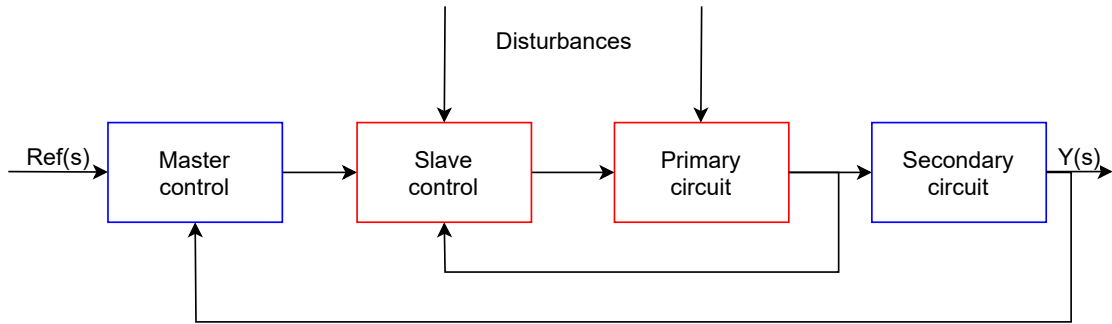 Disturbances
Ref(s)
Master
control
Slave
control
Primary
circuit
Secondary
circuit
Y(s)